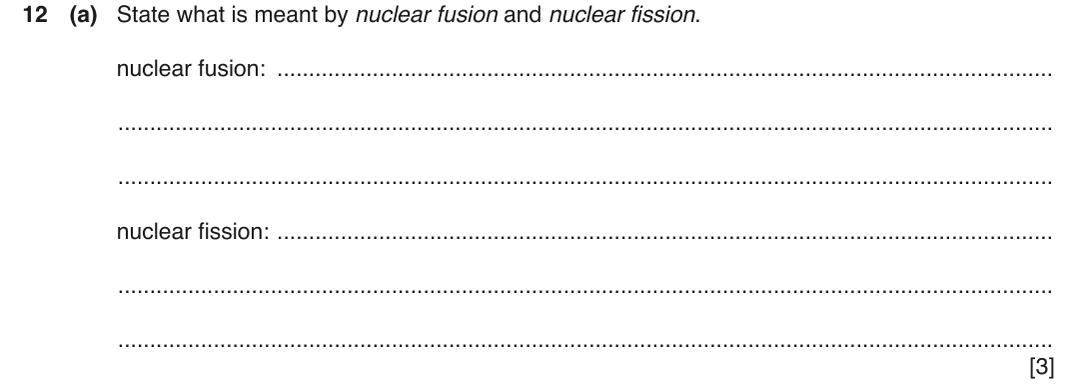 12 (a) State what is meant by nuclear fusion and nuclear fission.
nuclear fusion: ..........................................................................................................................
...................................................................................................................................................
...................................................................................................................................................
nuclear fission: ..........................................................................................................................
...................................................................................................................................................
...................................................................................................................................................
[3]